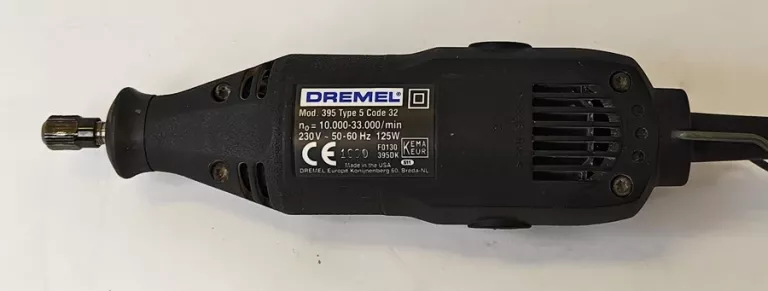 DREMEL®
Mod. 395 Type 5 Code 32
n0 = 10.000-33.000/min
230V ~ 50-60 Hz 125W
CE F0130 KEMA
395DK EUR
Made in the USA
DREMEL Europe Konijnenberg 60, Breda-NL